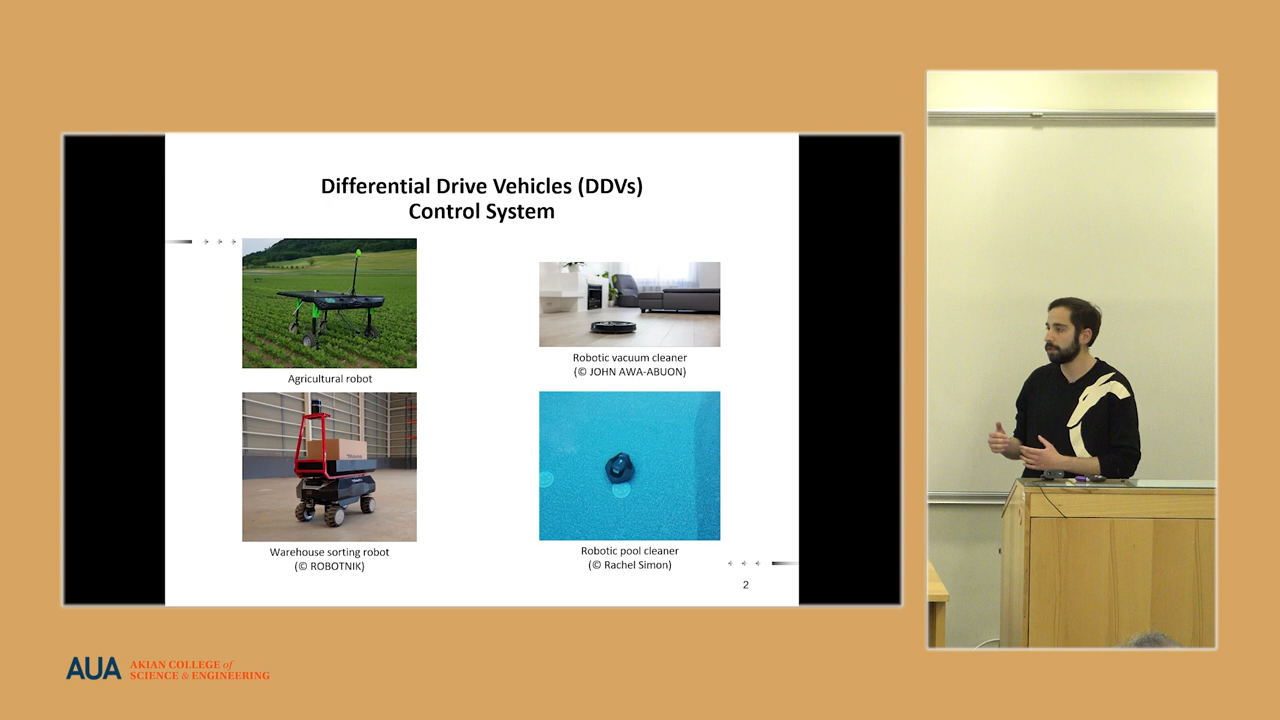 Differential Drive Vehicles (DDVs)
Control System
Agricultural robot
Robotic vacuum cleaner
(© JOHN AWA-ABUON)
Warehouse sorting robot
(© ROBOTNIK)
Robotic pool cleaner
(© Rachel Simon)
2
AUA
AKIAN COLLEGE of
SCIENCE & ENGINEERING